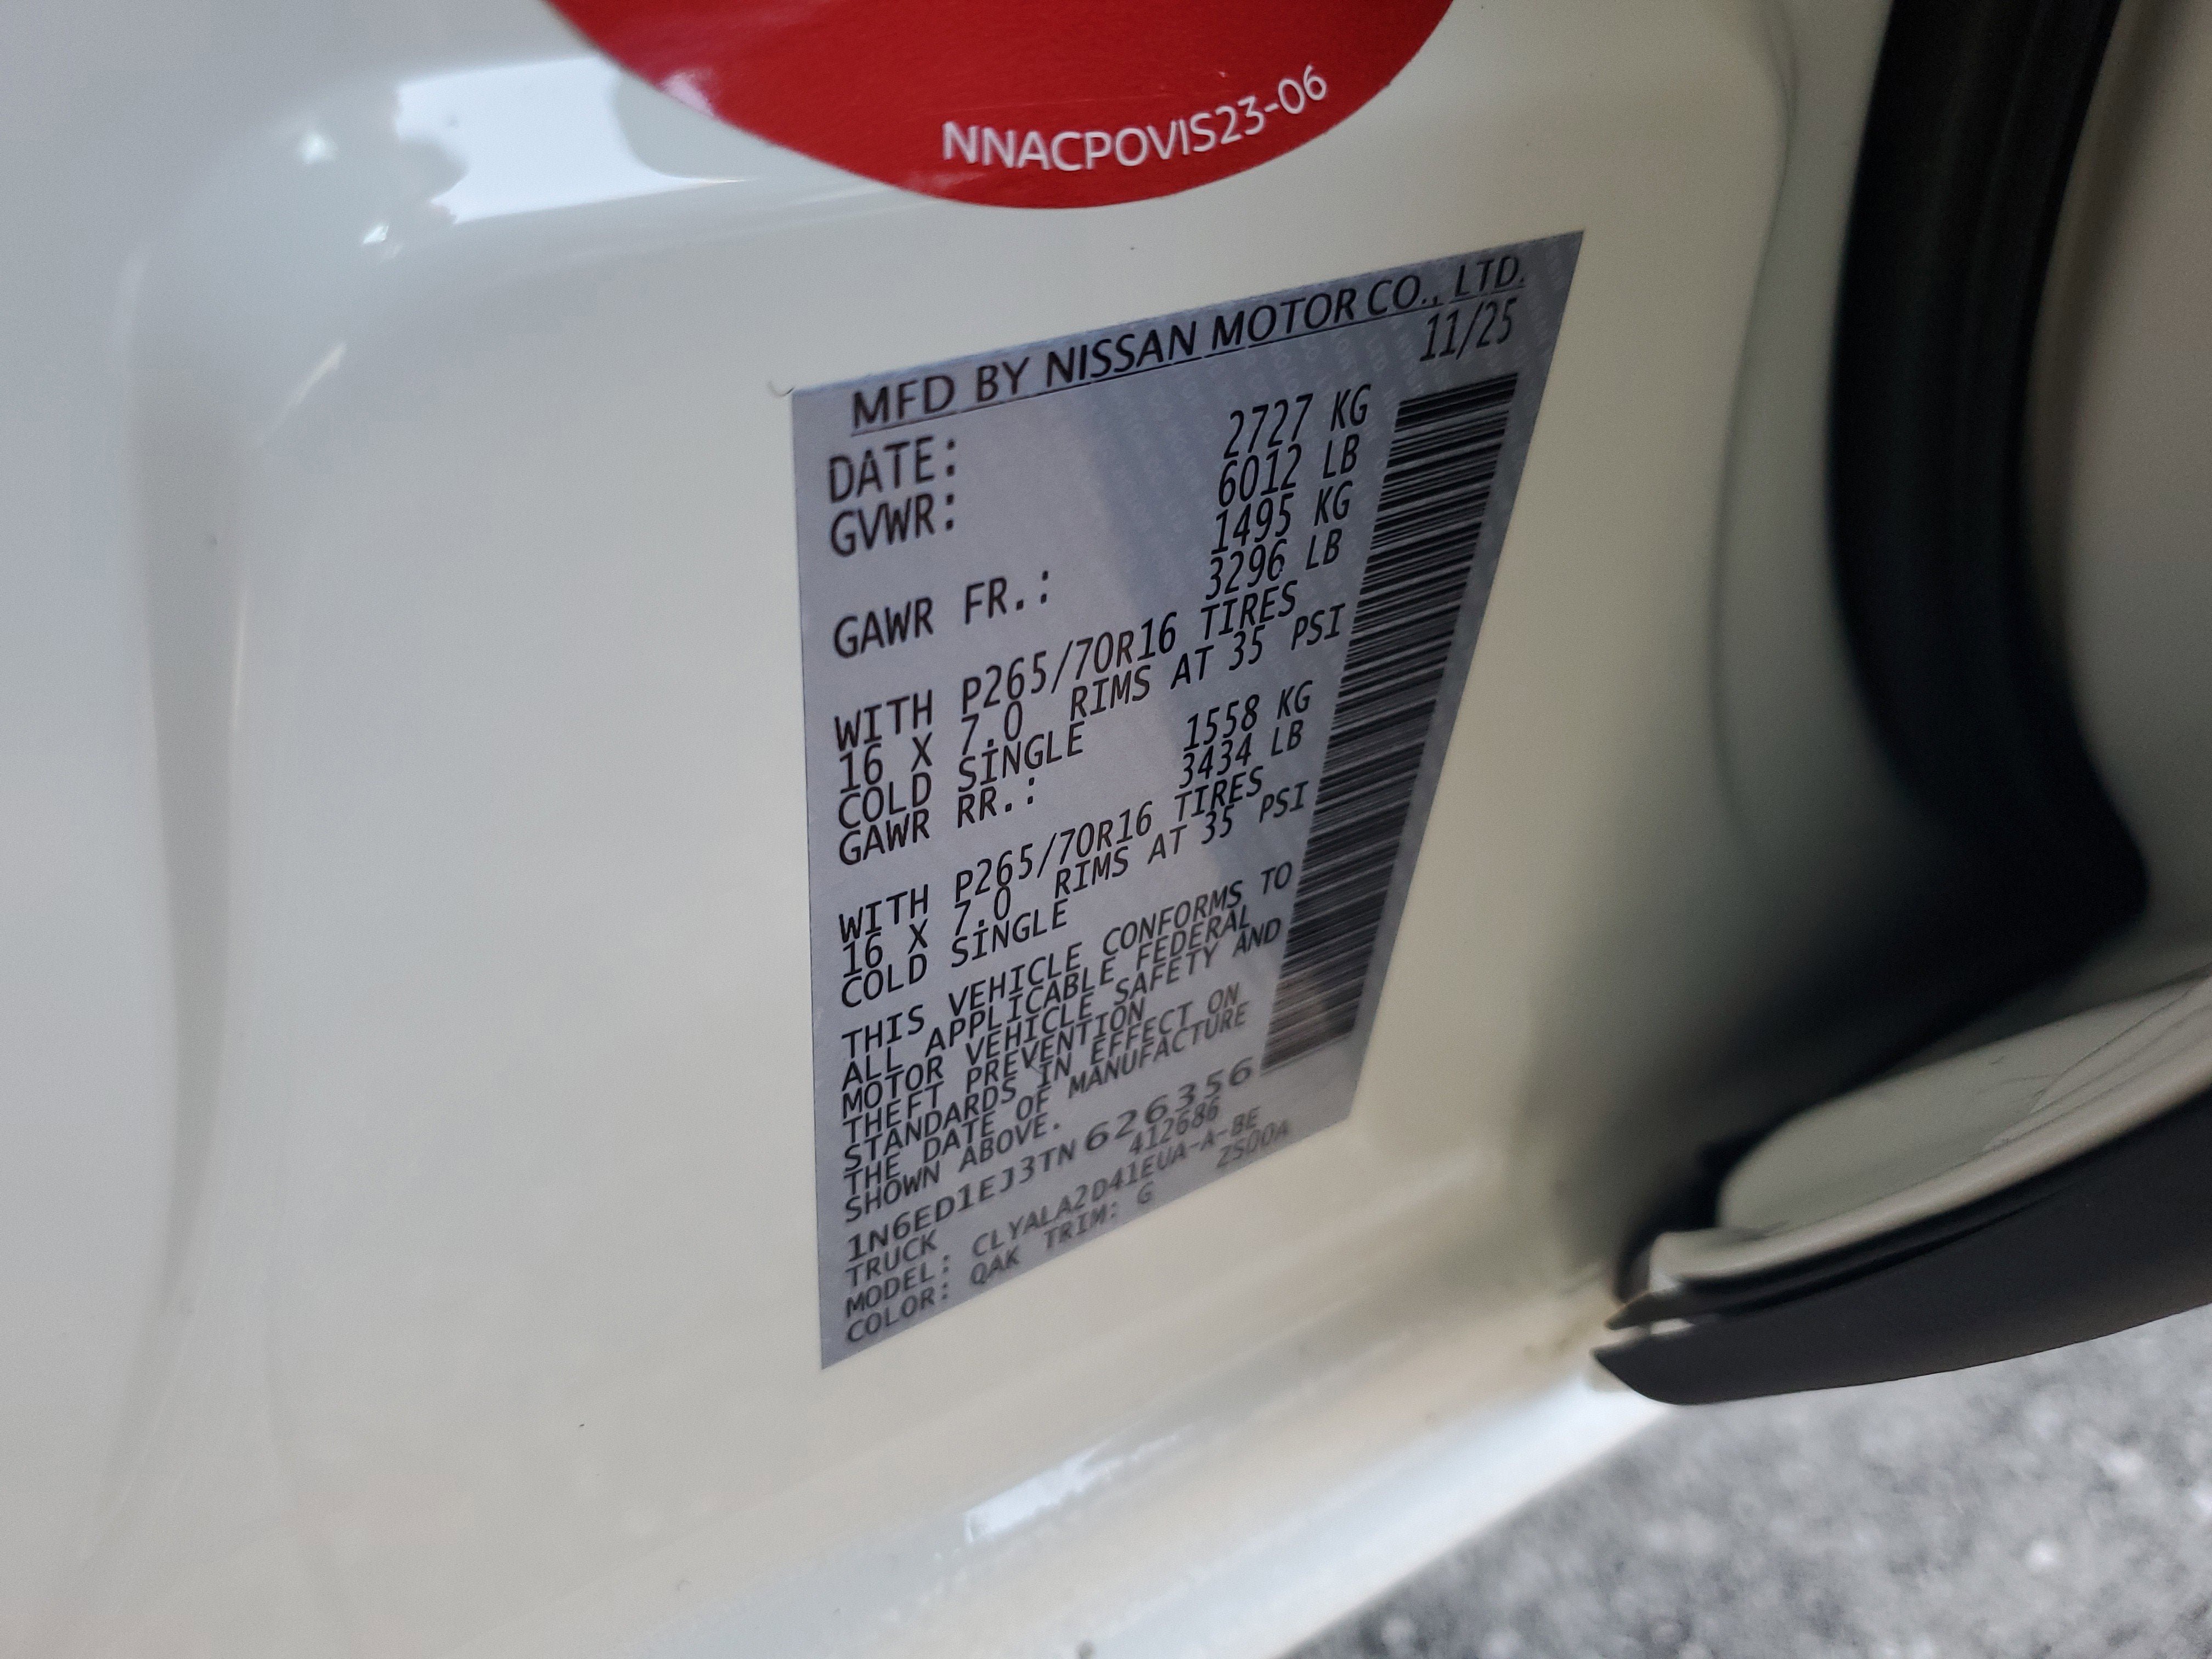 NNACPOVIS23-06
MFD BY NISSAN MOTOR CO., LTD.
DATE: 11/25
GVWR: 2727 KG
6012 LB
GAWR FR.: 1495 KG
3296 LB
WITH P265/70R16 TIRES
16 X 7.0 RIMS AT 35 PSI
COLD SINGLE
GAWR RR.: 1558 KG
3434 LB
WITH P265/70R16 TIRES
16 X 7.0 RIMS AT 35 PSI
COLD SINGLE
THIS VEHICLE CONFORMS TO
ALL APPLICABLE FEDERAL
MOTOR VEHICLE SAFETY AND
THEFT PREVENTION
STANDARDS IN EFFECT ON
THE DATE OF MANUFACTURE
SHOWN ABOVE.
1N6ED1EJ3TN626356
TRUCK 412686
MODEL: CLYALA2D41EUA-A-BE
COLOR: QAK TRIM: G 2S00A